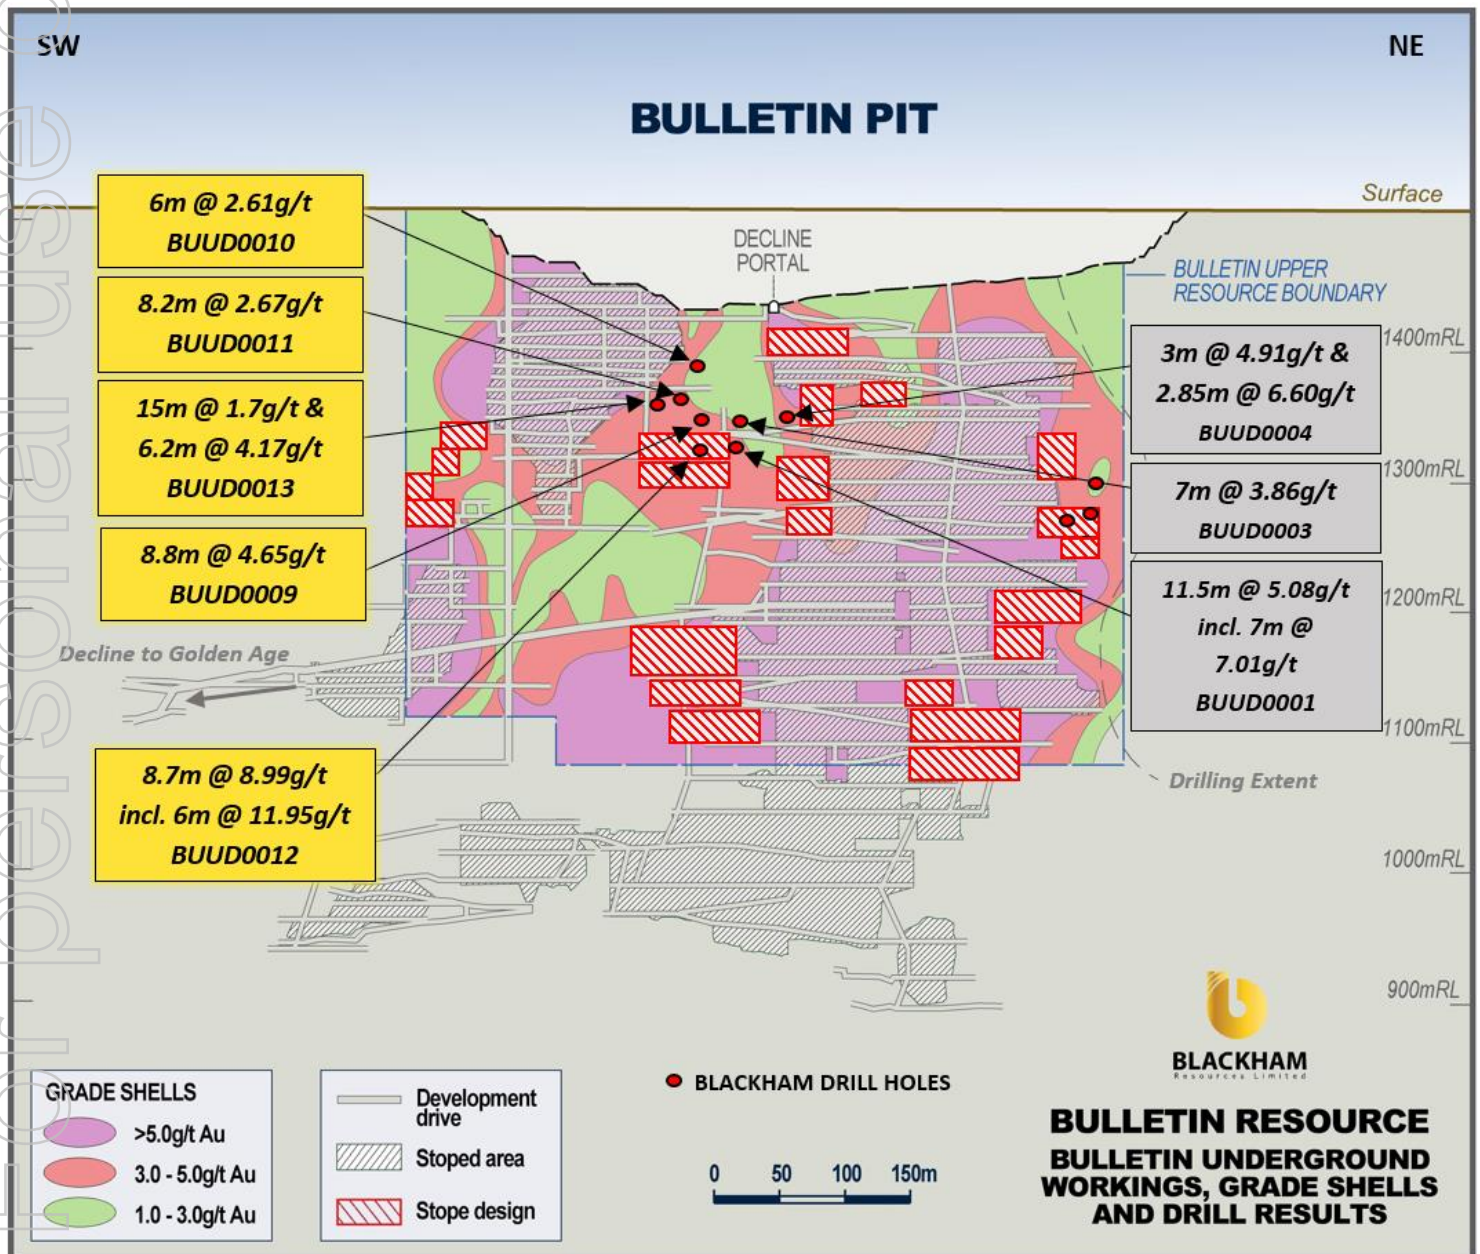 For personal use
SW
NE
BULLETIN PIT
Surface
6m @ 2.61g/t
BUUD0010
8.2m @ 2.67g/t
BUUD0011
15m @ 1.7g/t &
6.2m @ 4.17g/t
BUUD0013
8.8m @ 4.65g/t
BUUD0009
Decline to Golden Age
8.7m @ 8.99g/t
incl. 6m @ 11.95g/t
BUUD0012
DECLINE
PORTAL
BULLETIN UPPER
RESOURCE BOUNDARY
3m @ 4.91g/t &
2.85m @ 6.60g/t
BUUD0004
7m @ 3.86g/t
BUUD0003
11.5m @ 5.08g/t
incl. 7m @
7.01g/t
BUUD0001
Drilling Extent
1400mRL
1300mRL
1200mRL
1100mRL
1000mRL
900mRL
GRADE SHELLS
>5.0g/t Au
3.0 - 5.0g/t Au
1.0 - 3.0g/t Au
Development
drive
Stoped area
Stope design
BLACKHAM DRILL HOLES
0 50 100 150m
BLACKHAM
Resources Limited
BULLETIN RESOURCE
BULLETIN UNDERGROUND
WORKINGS, GRADE SHELLS
AND DRILL RESULTS